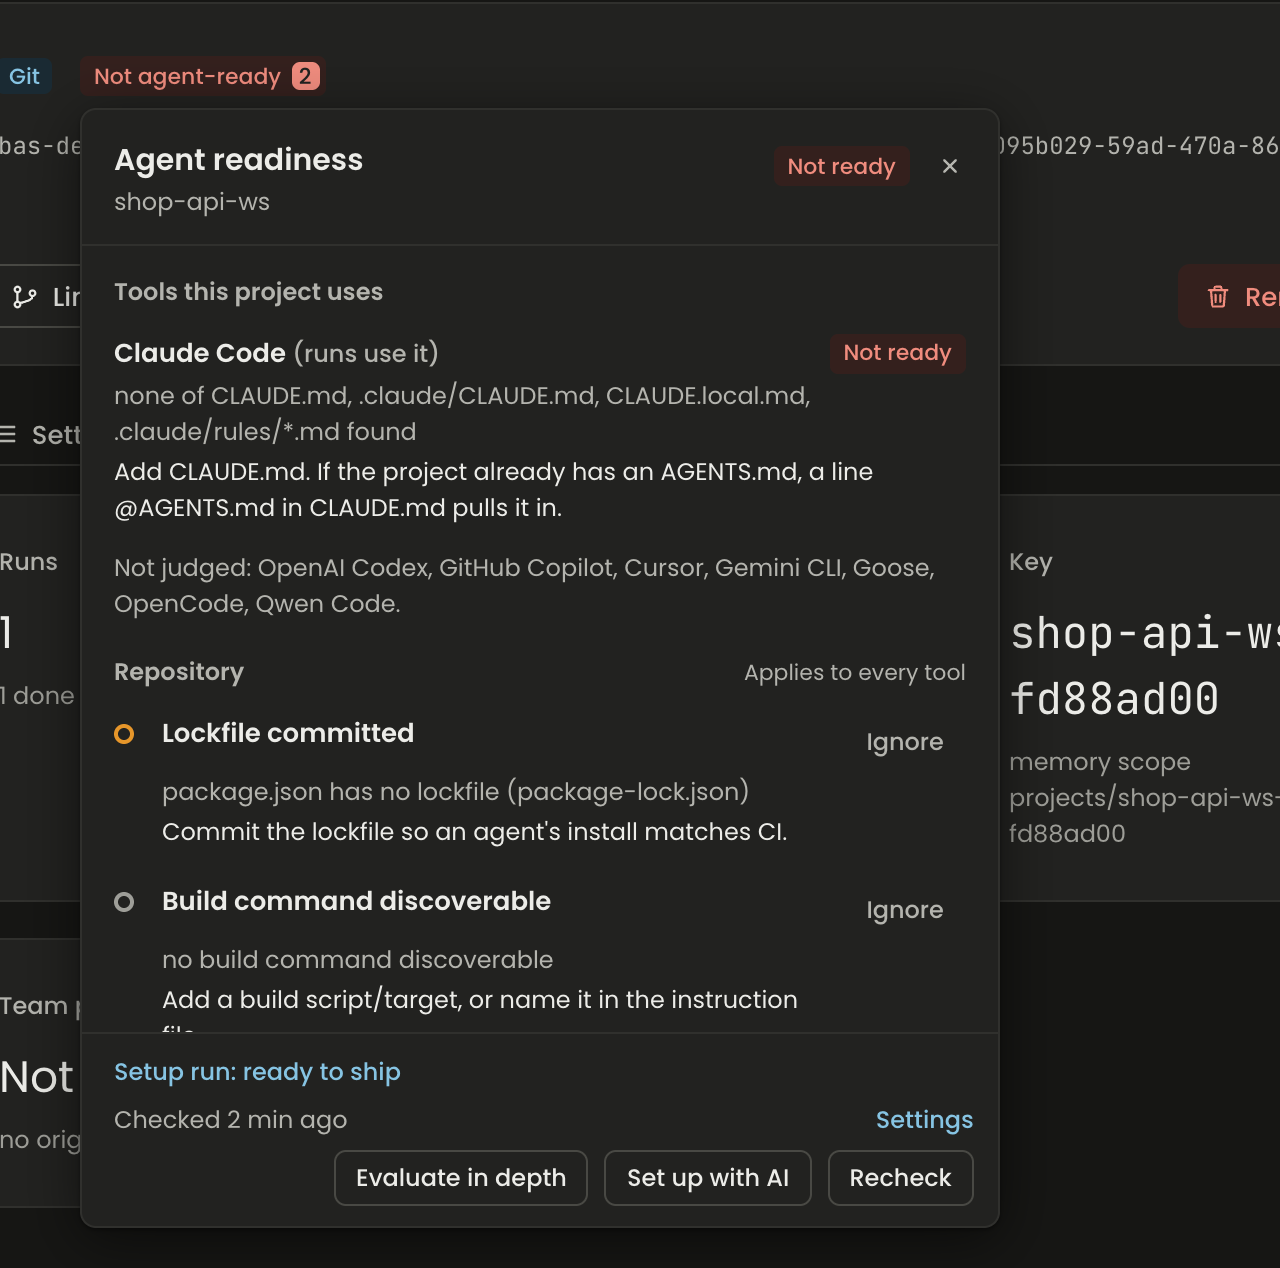 Git
Not agent-ready 2
bas-de
095b029-59ad-470a-86
Agent readiness
Not ready
shop-api-ws
Tools this project uses
Claude Code (runs use it)
Not ready
none of CLAUDE.md, .claude/CLAUDE.md, CLAUDE.local.md,
.claude/rules/*.md found
Add CLAUDE.md. If the project already has an AGENTS.md, a line
@AGENTS.md in CLAUDE.md pulls it in.
Not judged: OpenAI Codex, GitHub Copilot, Cursor, Gemini CLI, Goose,
OpenCode, Qwen Code.
Repository
Applies to every tool
Lockfile committed
Ignore
package.json has no lockfile (package-lock.json)
Commit the lockfile so an agent's install matches CI.
Build command discoverable
Ignore
no build command discoverable
Add a build script/target, or name it in the instruction
Setup run: ready to ship
Checked 2 min ago
Settings
Evaluate in depth
Set up with AI
Recheck
Runs
1
1 done
Key
shop-api-ws
fd88ad00
memory scope
projects/shop-api-ws-
fd88ad00
Team
Not
no orig